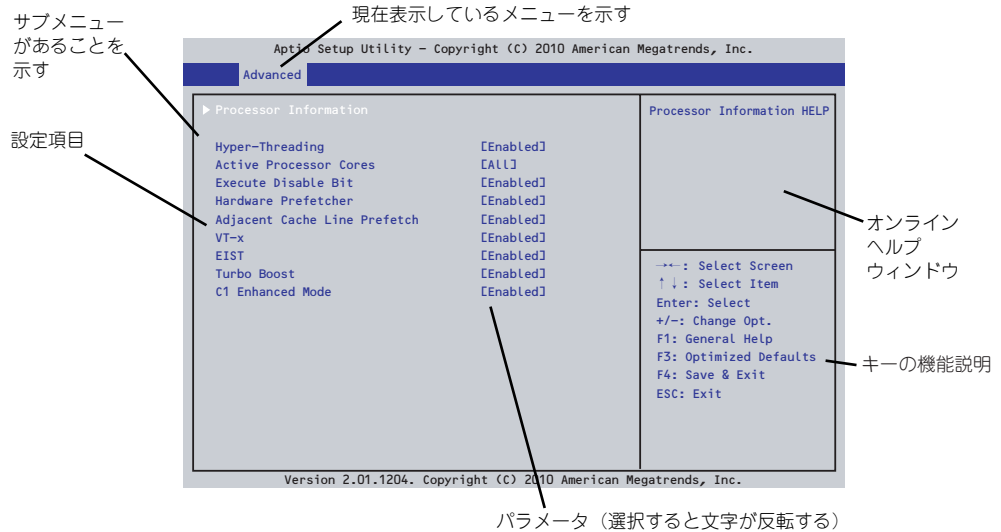 現在表示しているメニューを示す
サブメニュー
があることを
示す
Aptio Setup Utility – Copyright (C) 2010 American Megatrends, Inc.
Advanced
▶ Processor Information
Processor Information HELP
設定項目
Hyper-Threading [Enabled]
Active Processor Cores [All]
Execute Disable Bit [Enabled]
Hardware Prefetcher [Enabled]
Adjacent Cache Line Prefetch [Enabled]
VT-x [Enabled]
EIST [Enabled]
Turbo Boost [Enabled]
C1 Enhanced Mode [Enabled]
オンライン
ヘルプ
ウィンドウ
→←: Select Screen
↑↓: Select Item
Enter: Select
+/-: Change Opt.
F1: General Help
F3: Optimized Defaults
F4: Save & Exit
ESC: Exit
キーの機能説明
Version 2.01.1204. Copyright (C) 2010 American Megatrends, Inc.
パラメータ（選択すると文字が反転する）